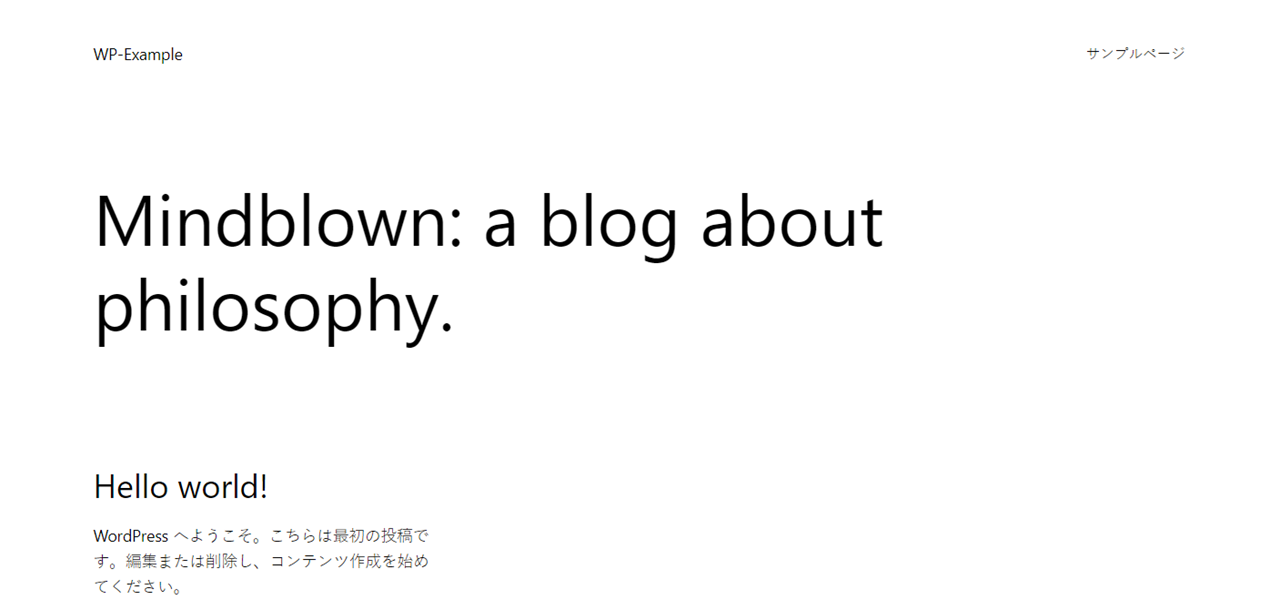 WP-Example
サンプルページ
Mindblown: a blog about
philosophy.
Hello world!
WordPress へようこそ。こちらは最初の投稿で
す。編集または削除し、コンテンツ作成を始め
てください。